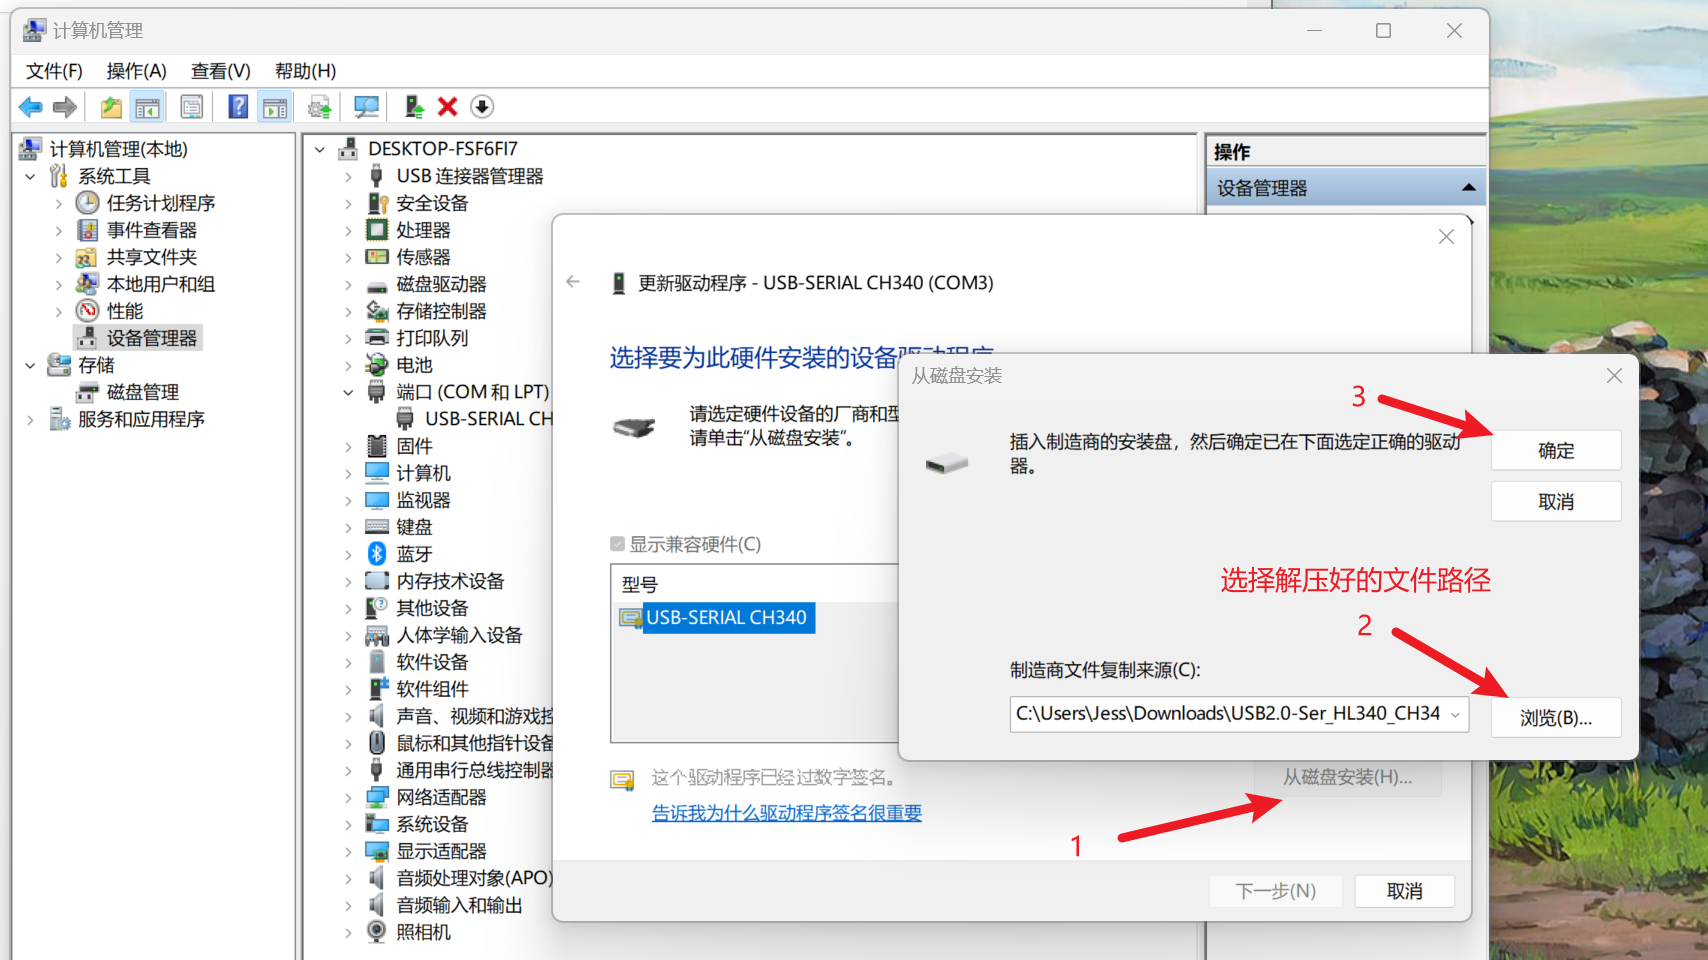 计算机管理
文件(F) 操作(A) 查看(V) 帮助(H)
计算机管理(本地)
系统工具
任务计划程序
事件查看器
共享文件夹
本地用户和组
性能
设备管理器
存储
磁盘管理
服务和应用程序
DESKTOP-FSF6FI7
USB 连接器管理器
安全设备
处理器
传感器
磁盘驱动器
存储控制器
打印队列
电池
端口 (COM 和 LPT)
USB-SERIAL CH
固件
计算机
监视器
键盘
蓝牙
内存技术设备
其他设备
人体学输入设备
软件设备
软件组件
声音、视频和游戏控
鼠标和其他指针设备
通用串行总线控制器
网络适配器
系统设备
显示适配器
音频处理对象(APO)
音频输入和输出
照相机
操作
设备管理器
更新驱动程序 - USB-SERIAL CH340 (COM3)
选择要为此硬件安装的设备驱动程序
请选定硬件设备的厂商和型
请单击“从磁盘安装”。
显示兼容硬件(C)
型号
USB-SERIAL CH340
这个驱动程序已经过数字签名。
告诉我为什么驱动程序签名很重要
从磁盘安装(H)...
1
下一步(N)
取消
从磁盘安装
3
插入制造商的安装盘，然后确定已在下面选定正确的驱动
器。
确定
取消
选择解压好的文件路径
2
制造商文件复制来源(C):
C:\Users\Jess\Downloads\USB2.0-Ser_HL340_CH34
浏览(B)...